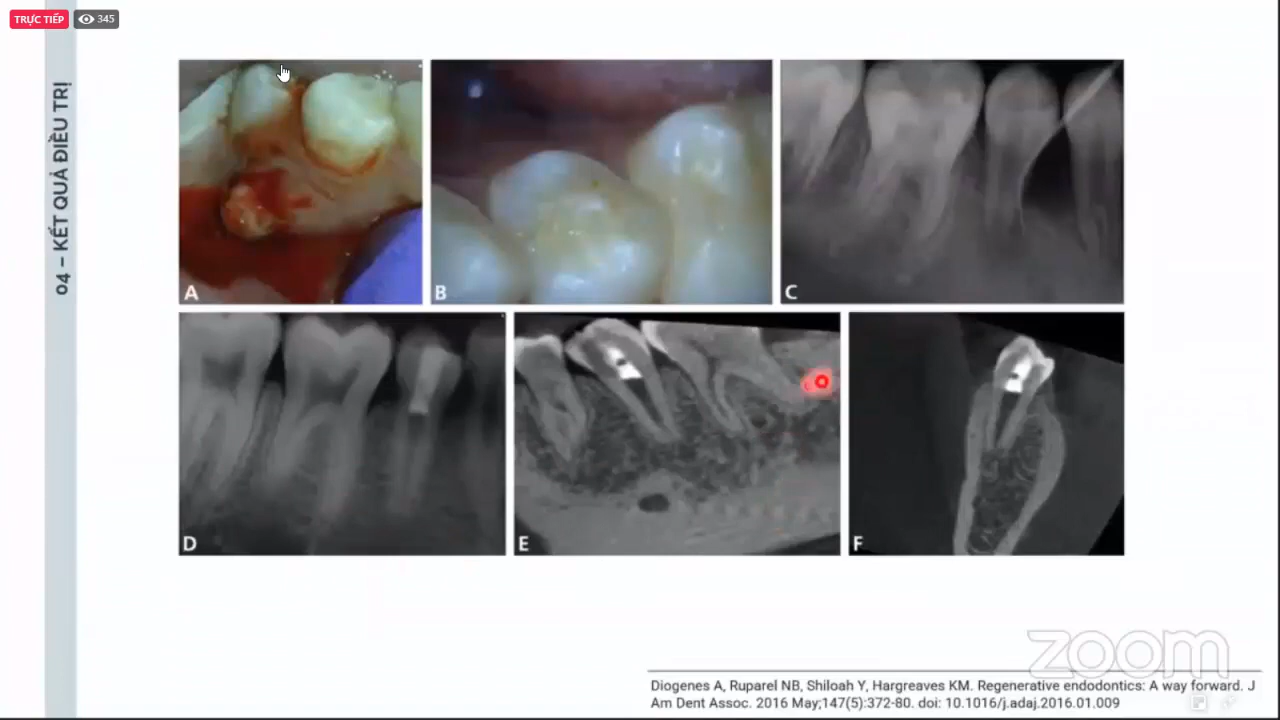 TRỰC TIẾP
345
04 – KẾT QUẢ ĐIỀU TRỊ
A
B
C
D
E
F
zoom
Diogenes A, Ruparel NB, Shiloah Y, Hargreaves KM. Regenerative endodontics: A way forward. J
Am Dent Assoc. 2016 May;147(5):372-80. doi: 10.1016/j.adaj.2016.01.009